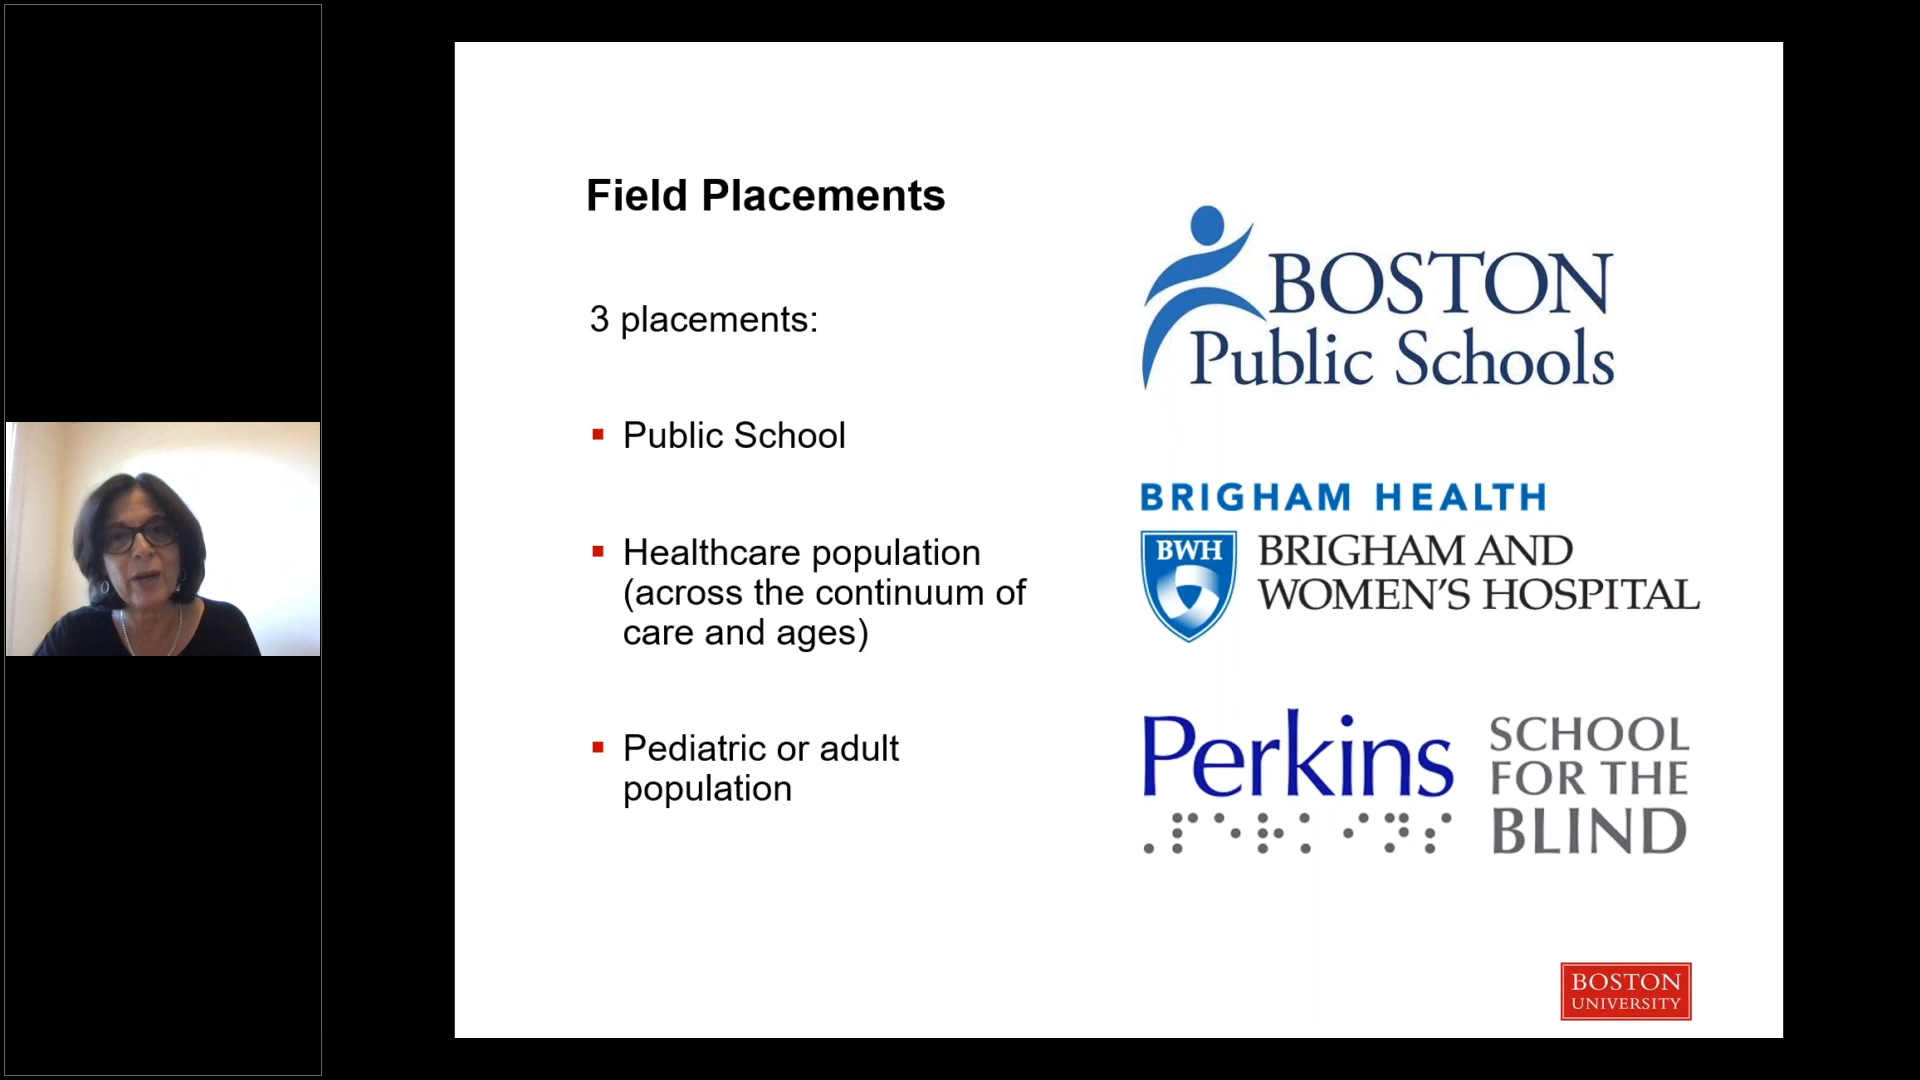 Field Placements
3 placements:
Public School
Healthcare population
(across the continuum of
care and ages)
Pediatric or adult
population
BOSTON
Public Schools
BRIGHAM HEALTH
BWH
BRIGHAM AND
WOMEN'S HOSPITAL
Perkins
⠠⠏⠑⠗⠅⠊⠝⠎
SCHOOL
FOR THE
BLIND
BOSTON
UNIVERSITY